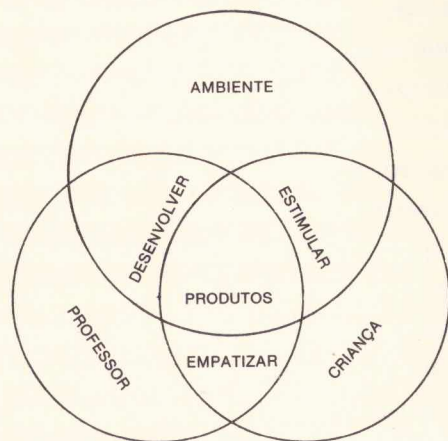 AMBIENTE
DESENVOLVER
ESTIMULAR
PRODUTOS
PROFESSOR
EMPATIZAR
CRIANÇA